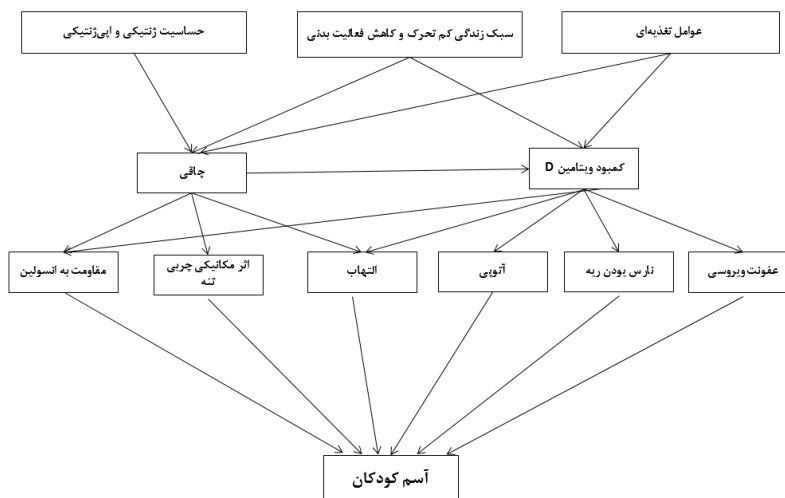 عوامل تغذیه‌ای
سبک زندگی کم تحرک و کاهش فعالیت بدنی
حساسیت ژنتیکی و اپی‌ژنتیکی
کمبود ویتامین D
چاقی
عفونت ویروسی
نارس بودن ریه
آتوپی
التهاب
اثر مکانیکی چربی
تنه
مقاومت به انسولین
آسم کودکان